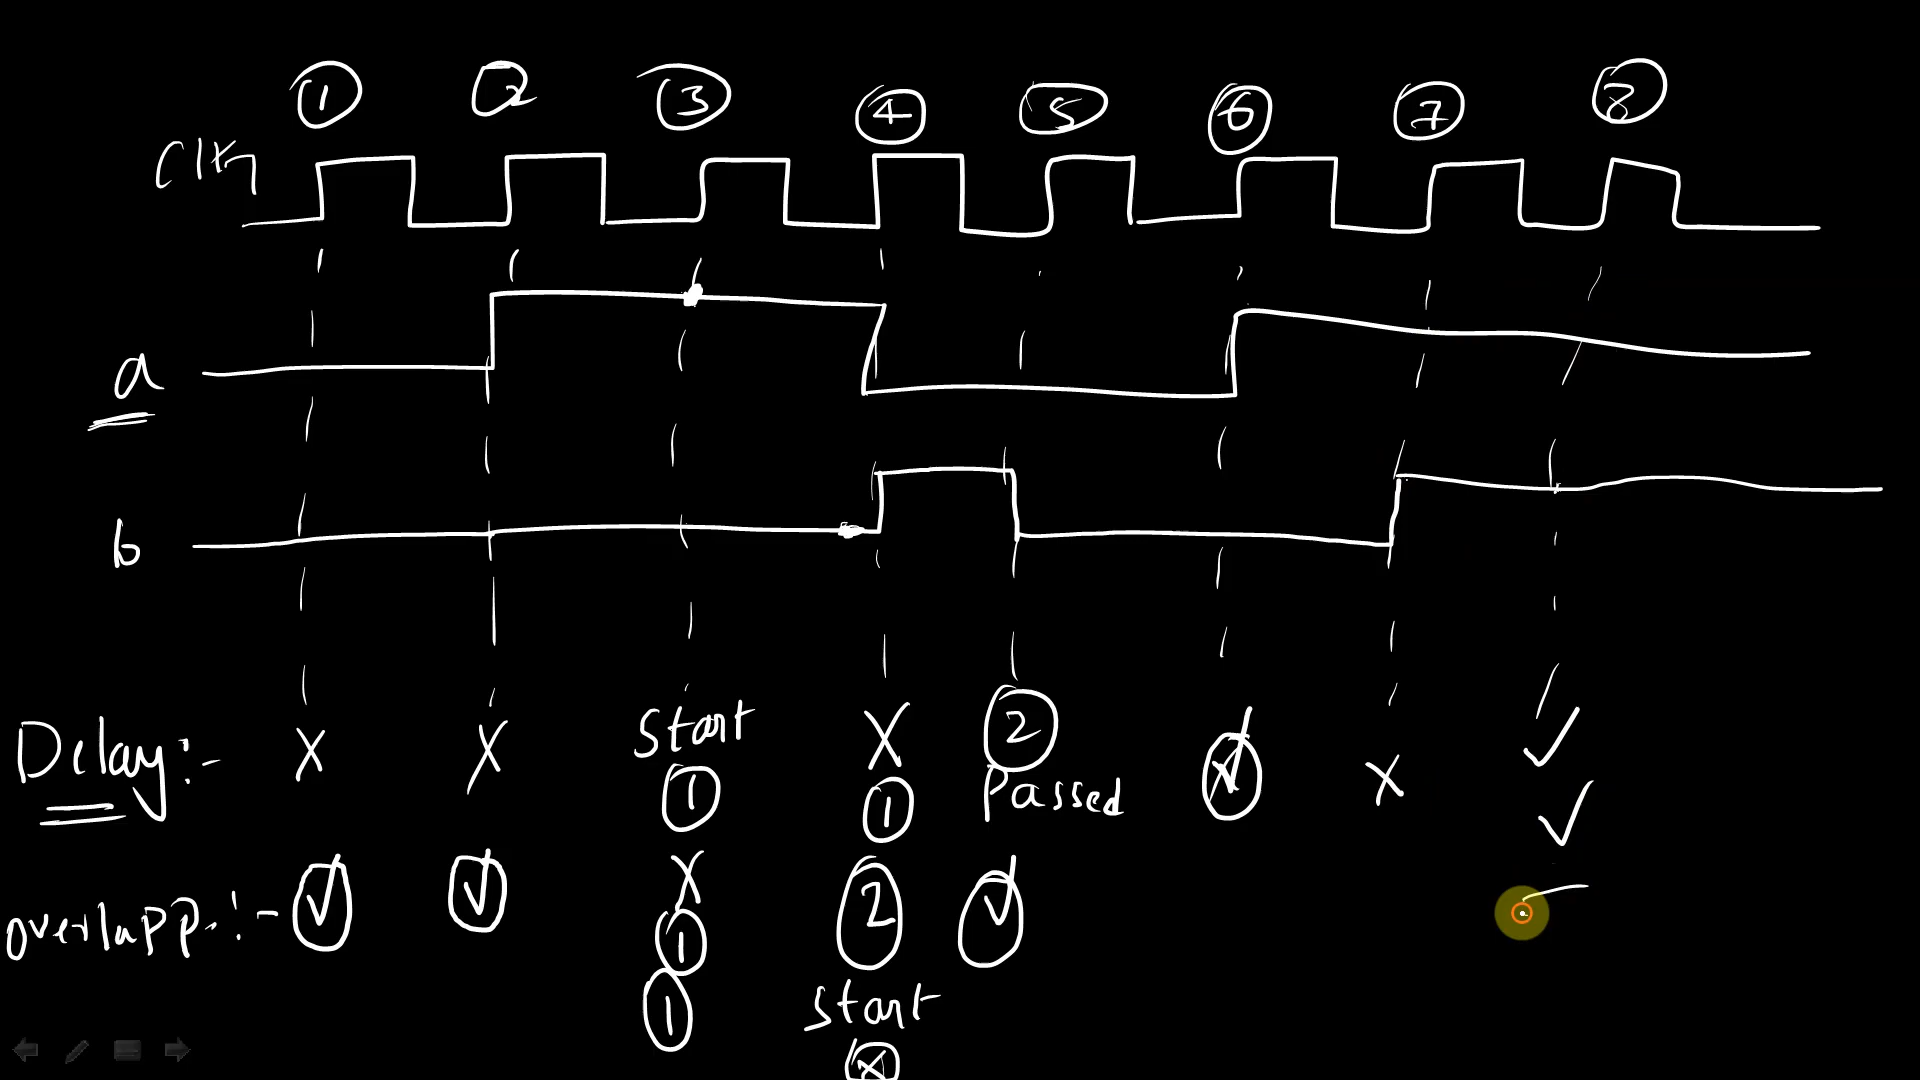 1 2 3 4 5 6 7 8
Clk
a
b
Delay:- X X Start X 2 ✓ X ✓
1 1 Passed ✓
overlapp.:- ✓ ✓ X 2 ✓
1
1 Start
X